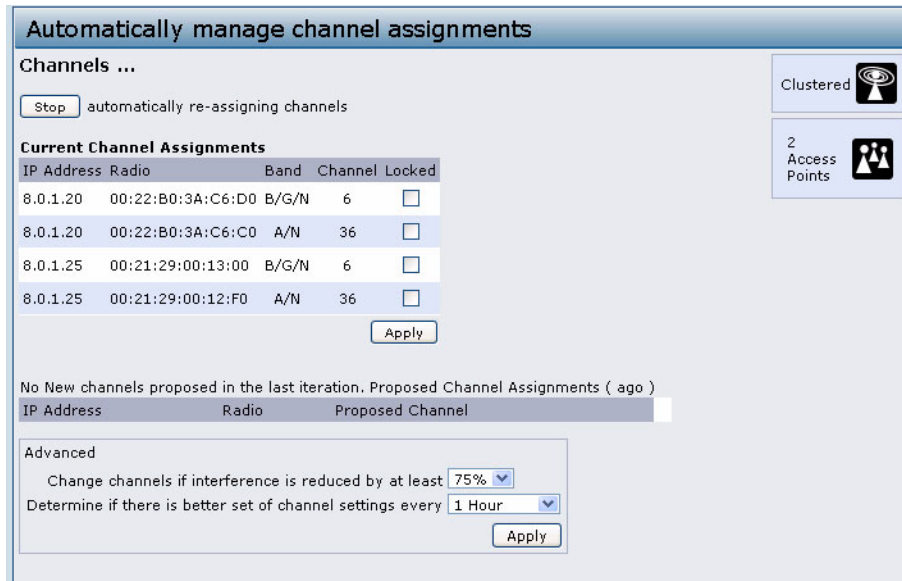 Automatically manage channel assignments
Channels ...
Stop automatically re-assigning channels
Clustered
2
Access
Points
Current Channel Assignments
IP Address Radio Band Channel Locked
8.0.1.20 00:22:B0:3A:C6:D0 B/G/N 6
8.0.1.20 00:22:B0:3A:C6:C0 A/N 36
8.0.1.25 00:21:29:00:13:00 B/G/N 6
8.0.1.25 00:21:29:00:12:F0 A/N 36
Apply
No New channels proposed in the last iteration. Proposed Channel Assignments ( ago )
IP Address Radio Proposed Channel
Advanced
Change channels if interference is reduced by at least 75%
Determine if there is better set of channel settings every 1 Hour
Apply